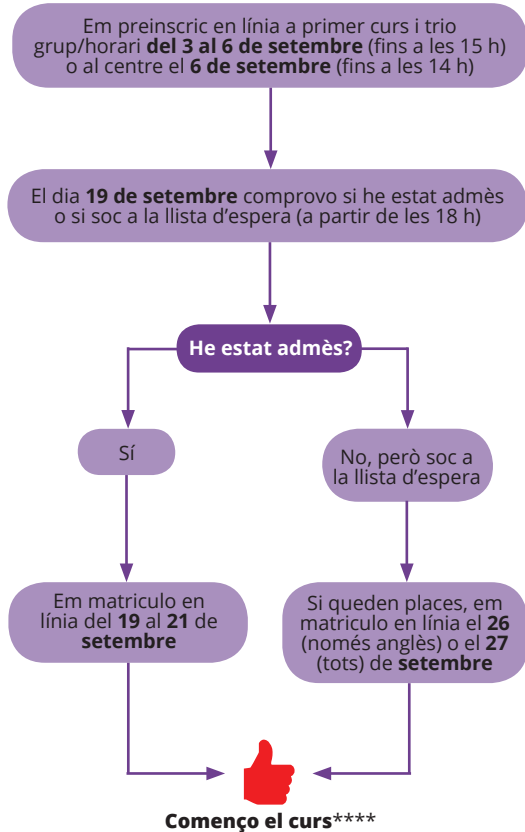 Em preinscric en línia a primer curs i trio
grup/horari del 3 al 6 de setembre (fins a les 15 h)
o al centre el 6 de setembre (fins a les 14 h)
El dia 19 de setembre comprovo si he estat admès
o si soc a la llista d’espera (a partir de les 18 h)
He estat admès?
Sí
No, però soc a
la llista d’espera
Em matriculo en
línia del 19 al 21 de
setembre
Si queden places, em
matriculo en línia el 26
(només anglès) o el 27
(tots) de setembre
Començo el curs****